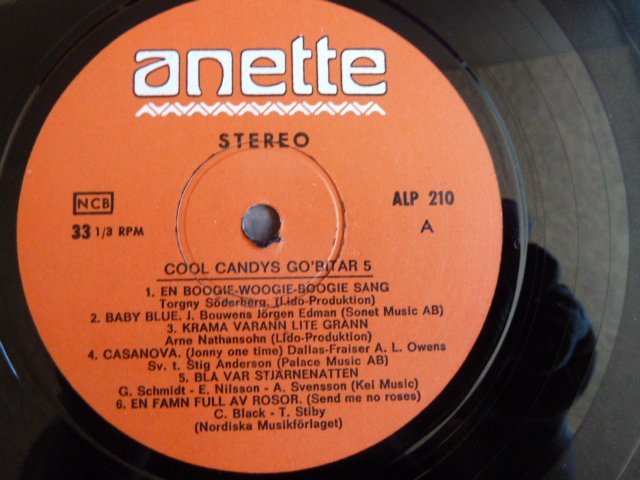 anette
STEREO
NCB
ALP 210
33 1/3 RPM
A
COOL CANDYS GO'BITAR 5
1. EN BOOGIE-WOOGIE-BOOGIE SÅNG
Torgny Söderberg. (Lido-Produktion)
2. BABY BLUE. J. Bouwens Jörgen Edman (Sonet Music AB)
3. KRAMA VARANN LITE GRANN
Arne Nathansohn (Lido-Produktion)
4. CASANOVA. (Jonny one time) Dallas-Fraiser A. L. Owens
Sv. t. Stig Anderson (Palace Music AB)
5. BLÅ VAR STJÄRNENATTEN
G. Schmidt - E. Nilsson - A. Svensson (Kei Music)
6. EN FAMN FULL AV ROSOR. (Send me no roses)
C. Black - T. Stiby
(Nordiska Musikförlaget)